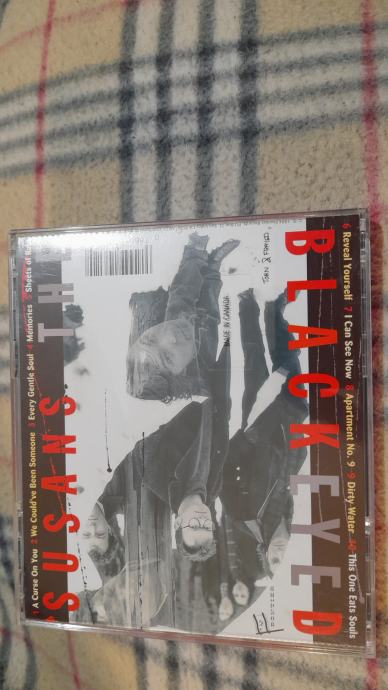 1 A Curse On You 2 We Could've Been Someone 3 Every Gentle Soul 4 Memories 5 Sheets of
SUSANS THE
MADE IN CANADA
BLACK EYED
6 Reveal Yourself 7 I Can See Now 8 Apartment No. 9 9 Dirty Water 10 This One Eats Souls